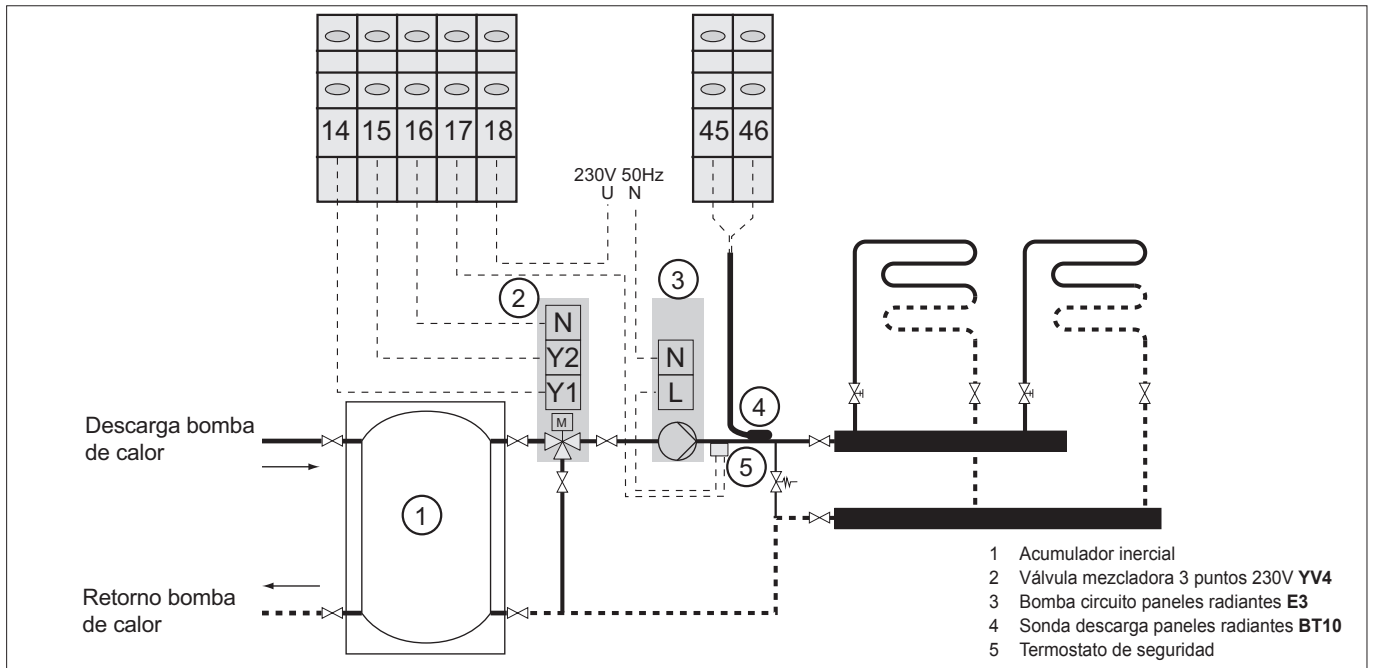 14 15 16 17 18
45 46
230V 50Hz
U N
2
3
N
Y2
Y1
M
N
L
4
5
Descarga bomba
de calor
1
Retorno bomba
de calor
1 Acumulador inercial
2 Válvula mezcladora 3 puntos 230V YV4
3 Bomba circuito paneles radiantes E3
4 Sonda descarga paneles radiantes BT10
5 Termostato de seguridad